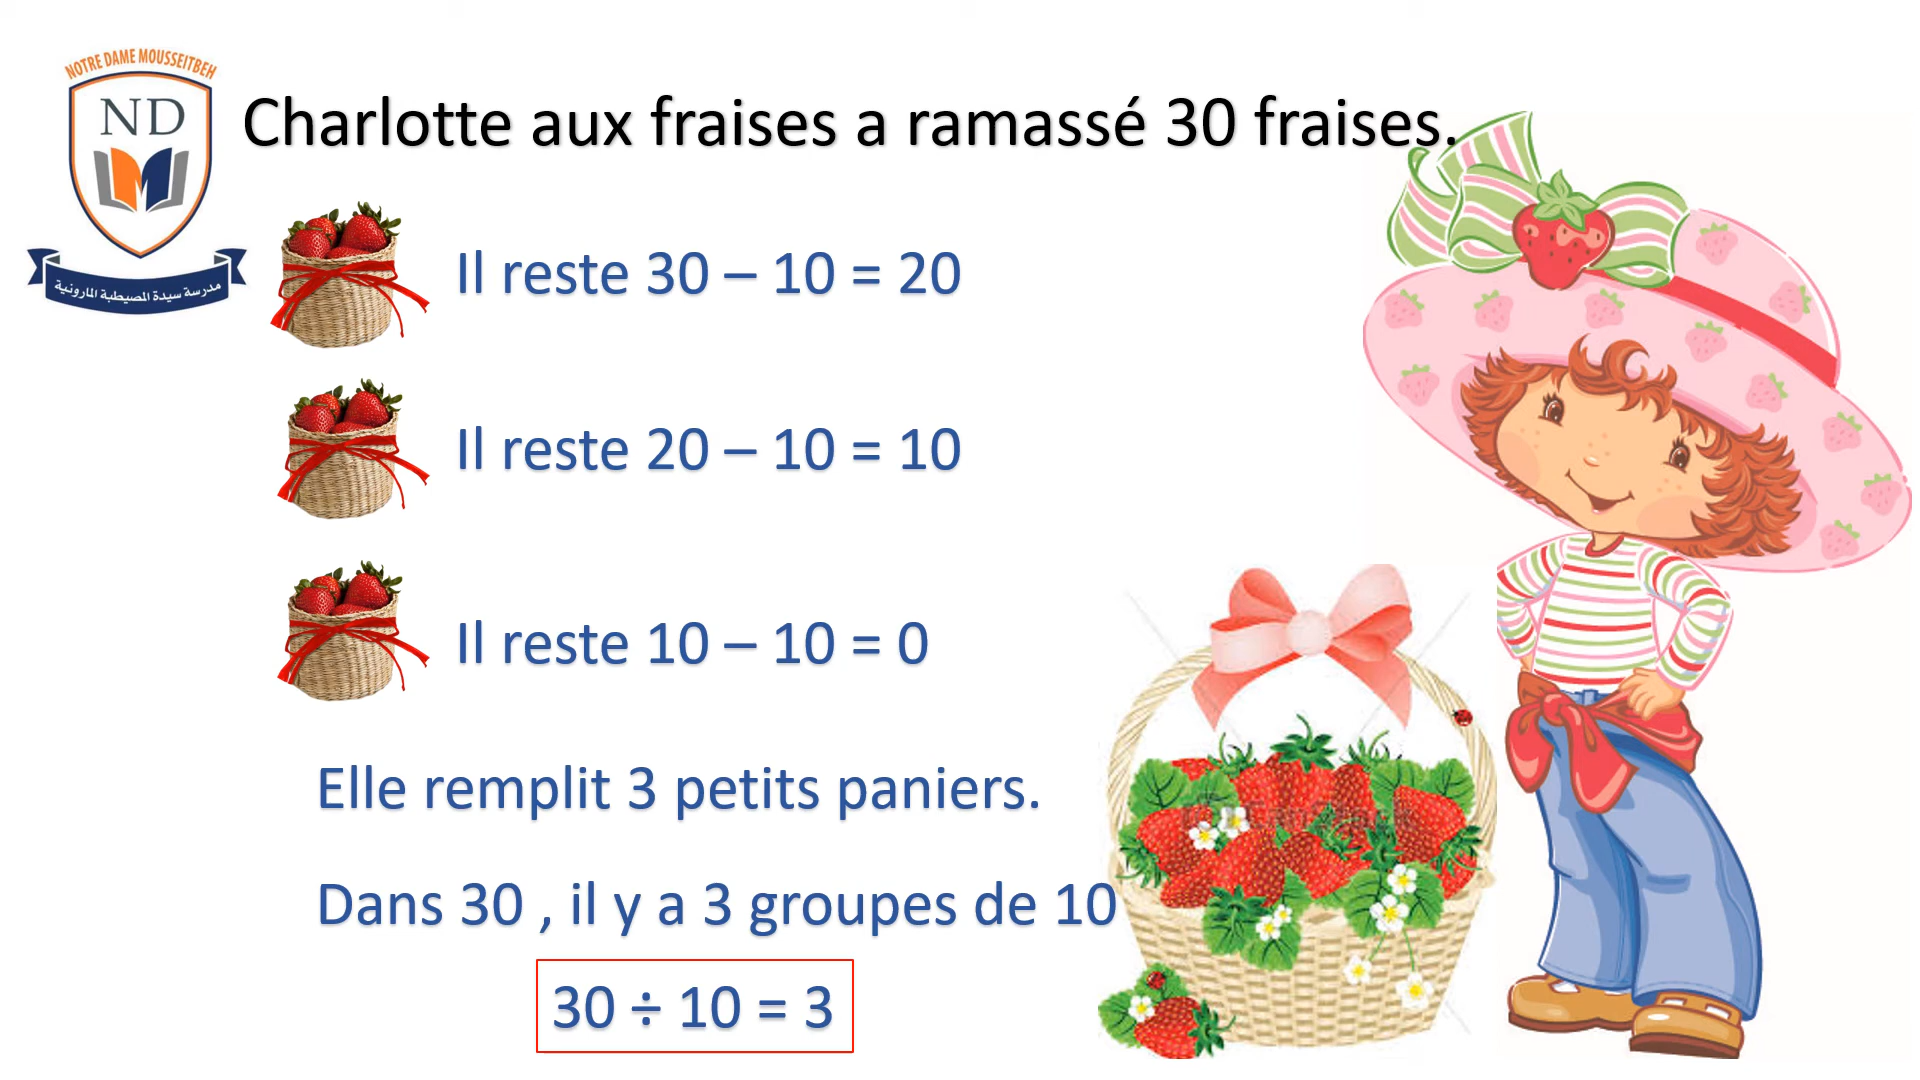 NOTRE DAME MOUSSEITBEH
ND
مدرسة سيدة المصيطبة المارونية
Charlotte aux fraises a ramassé 30 fraises.
Il reste 30 – 10 = 20
Il reste 20 – 10 = 10
Il reste 10 – 10 = 0
Elle remplit 3 petits paniers.
Dans 30 , il y a 3 groupes de 10
30 ÷ 10 = 3